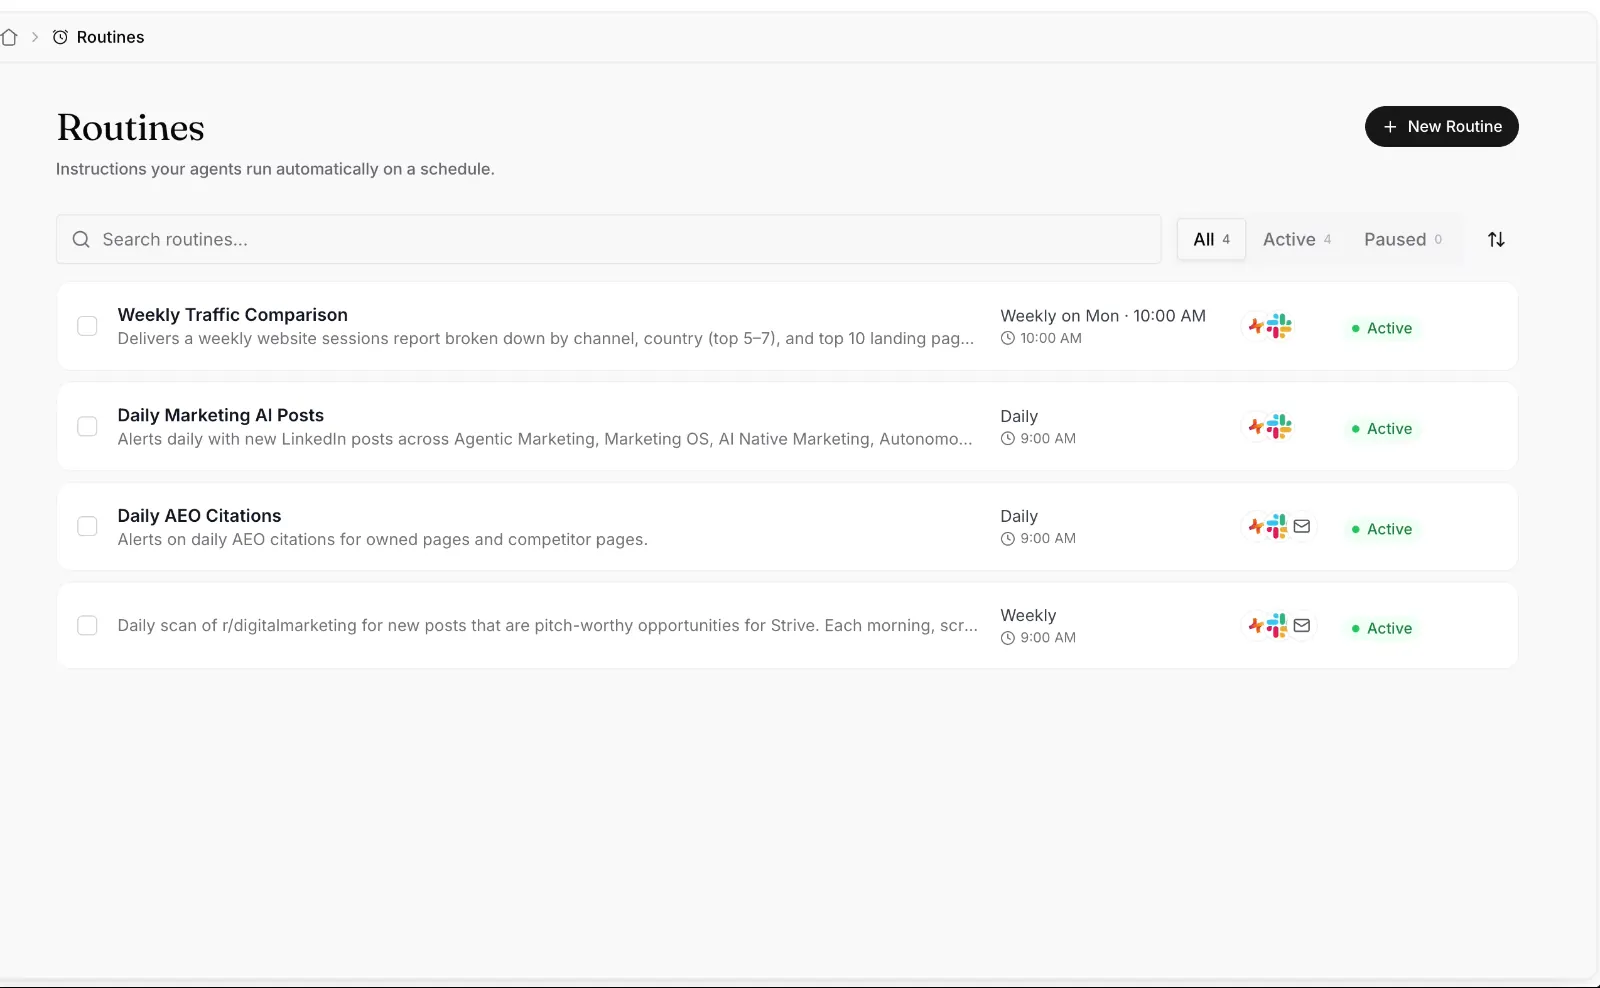 Routines
Routines
Instructions your agents run automatically on a schedule.
+ New Routine
Search routines...
All 4
Active 4
Paused 0
Weekly Traffic Comparison
Delivers a weekly website sessions report broken down by channel, country (top 5–7), and top 10 landing pag...
Weekly on Mon · 10:00 AM
10:00 AM
Active
Daily Marketing AI Posts
Alerts daily with new LinkedIn posts across Agentic Marketing, Marketing OS, AI Native Marketing, Autonomo...
Daily
9:00 AM
Active
Daily AEO Citations
Alerts on daily AEO citations for owned pages and competitor pages.
Daily
9:00 AM
Active
Daily scan of r/digitalmarketing for new posts that are pitch-worthy opportunities for Strive. Each morning, scr...
Weekly
9:00 AM
Active